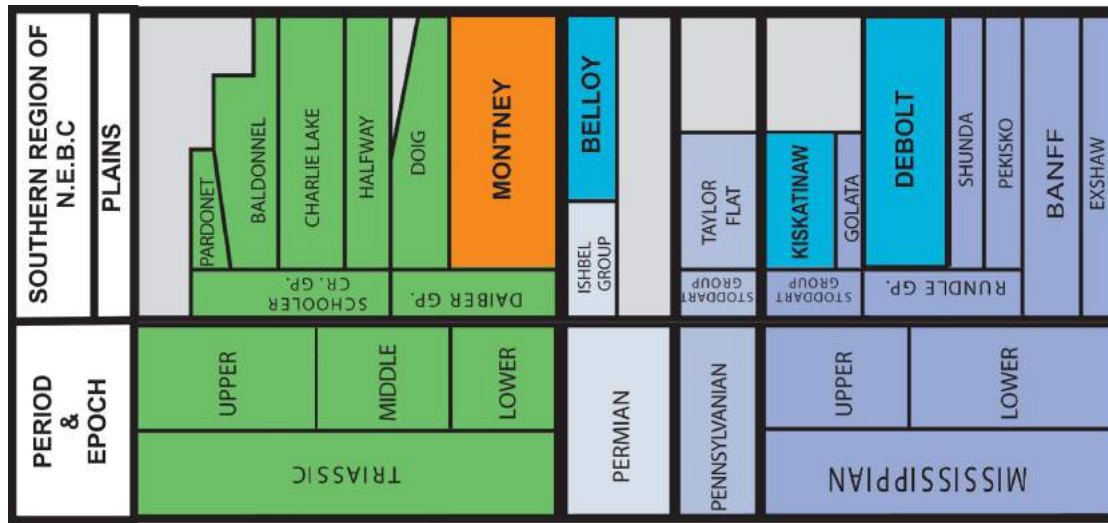 SOUTHERN REGION OF
N.E.B.C
PLAINS
PARDONET
BALDONNEL
CHARLIE LAKE
HALFWAY
DOIG
MONTNEY
SCHOOLER
CR. GP.
DAIBER GP.
BELLOY
ISHBEL
GROUP
TAYLOR
FLAT
STODDART
GROUP
KISKATINAW
GOLATA
STODDART
GROUP
DEBOLT
SHUNDA
PEKISKO
RUNDLE GP.
BANFF
EXSHAW
PERIOD
&
EPOCH
UPPER
MIDDLE
LOWER
TRIASSIC
PERMIAN
PENNSYLVANIAN
UPPER
LOWER
MISSISSIPPIAN